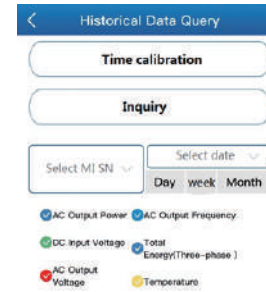 Historical Data Query
Time calibration
Inquiry
Select MI SN
Select date
Day week Month
AC Output Power AC Output Frequency
DC Input Voltage Total
Energy(Three-phase )
AC Output
Voltage Temperature